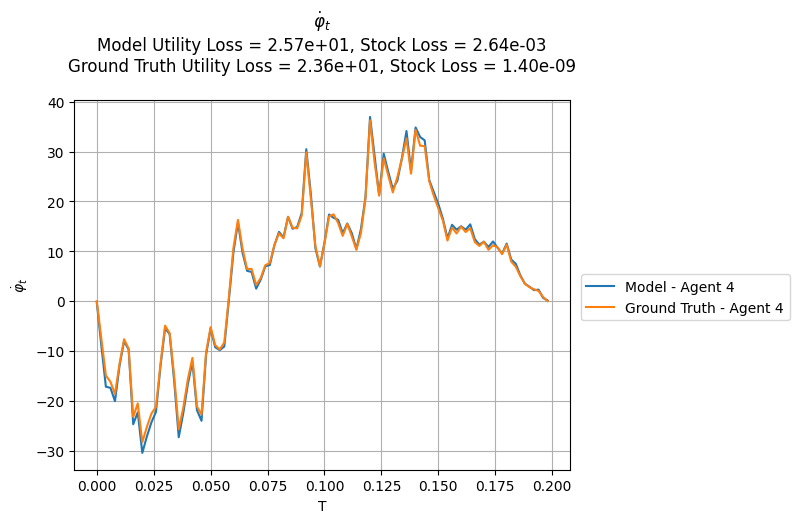 φ̇ₜ
Model Utility Loss = 2.57e+01, Stock Loss = 2.64e-03
Ground Truth Utility Loss = 2.36e+01, Stock Loss = 1.40e-09
40
30
20
10
0
−10
−20
−30
φ̇ₜ
0.000
0.025
0.050
0.075
0.100
0.125
0.150
0.175
0.200
T
Model - Agent 4
Ground Truth - Agent 4